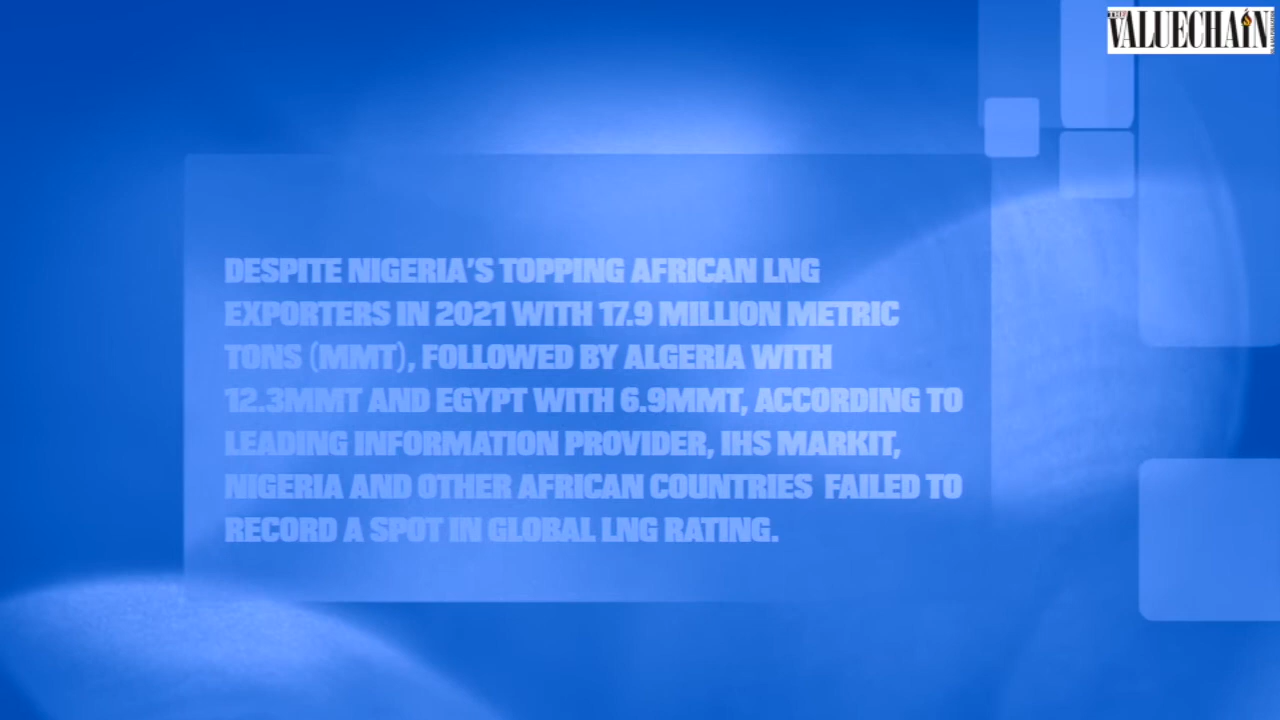 THE
VALUECHAIN
DESPITE NIGERIA'S TOPPING AFRICAN LNG
EXPORTERS IN 2021 WITH 17.9 MILLION METRIC
TONS (MMT), FOLLOWED BY ALGERIA WITH
12.3MMT AND EGYPT WITH 6.9MMT, ACCORDING TO
LEADING INFORMATION PROVIDER, IHS MARKIT,
NIGERIA AND OTHER AFRICAN COUNTRIES FAILED TO
RECORD A SPOT IN GLOBAL LNG RATING.